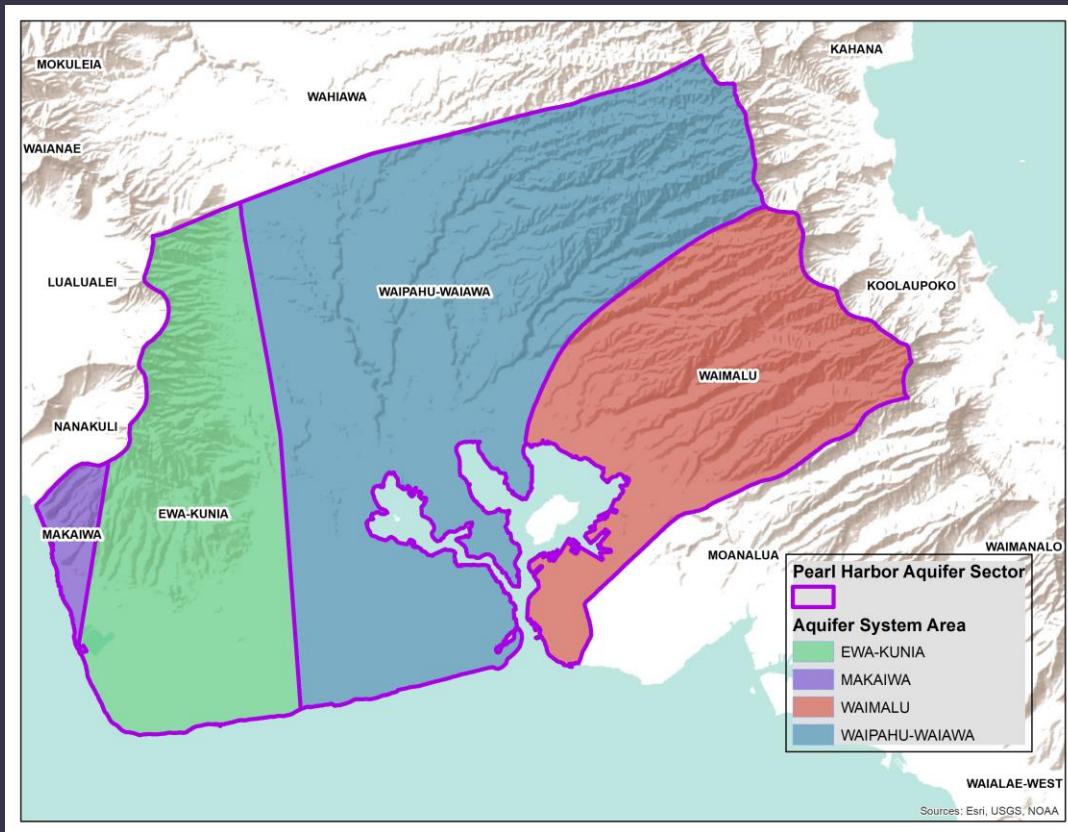 KAHANA
MOKULEIA
WAHIAWA
WAIANAE
LUALUALEI
WAIPAHU-WAIAWA
KOOLAUPOKO
WAIMALU
NANAKULI
EWA-KUNIA
MAKAIWA
MOANALUA
WAIMANALO
Pearl Harbor Aquifer Sector
Aquifer System Area
EWA-KUNIA
MAKAIWA
WAIMALU
WAIPAHU-WAIAWA
WAIALAE-WEST
Sources: Esri, USGS, NOAA